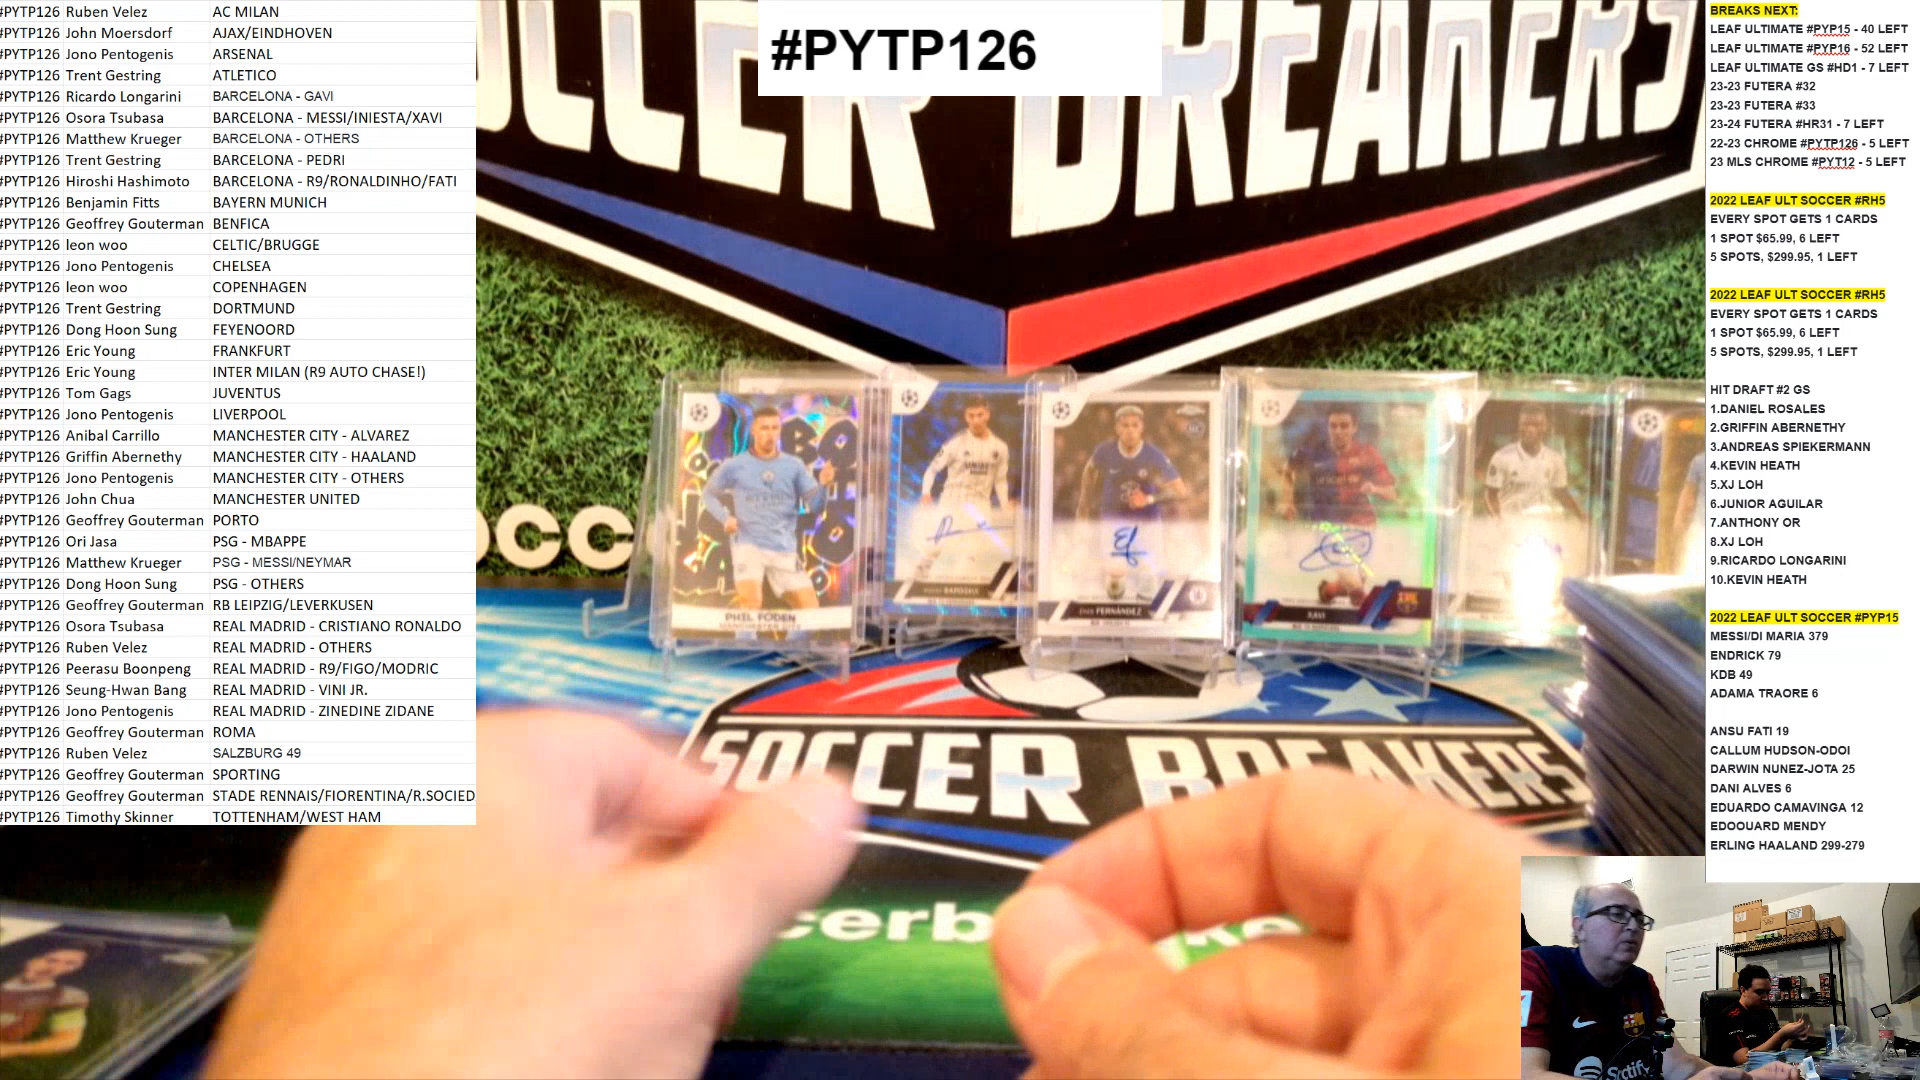 #PYTP126 Ruben Velez AC MILAN
#PYTP126 John Moersdorf AJAX/EINDHOVEN
#PYTP126 Jono Pentogenis ARSENAL
#PYTP126 Trent Gestring ATLETICO
#PYTP126 Ricardo Longarini BARCELONA - GAVI
#PYTP126 Osora Tsubasa BARCELONA - MESSI/INIESTA/XAVI
#PYTP126 Matthew Krueger BARCELONA - OTHERS
#PYTP126 Trent Gestring BARCELONA - PEDRI
#PYTP126 Hiroshi Hashimoto BARCELONA - R9/RONALDINHO/FATI
#PYTP126 Benjamin Fitts BAYERN MUNICH
#PYTP126 Geoffrey Gouterman BENFICA
#PYTP126 leon woo CELTIC/BRUGGE
#PYTP126 Jono Pentogenis CHELSEA
#PYTP126 leon woo COPENHAGEN
#PYTP126 Trent Gestring DORTMUND
#PYTP126 Dong Hoon Sung FEYENOORD
#PYTP126 Eric Young FRANKFURT
#PYTP126 Eric Young INTER MILAN (R9 AUTO CHASE!)
#PYTP126 Tom Gags JUVENTUS
#PYTP126 Jono Pentogenis LIVERPOOL
#PYTP126 Anibal Carrillo MANCHESTER CITY - ALVAREZ
#PYTP126 Griffin Abernethy MANCHESTER CITY - HAALAND
#PYTP126 Jono Pentogenis MANCHESTER CITY - OTHERS
#PYTP126 John Chua MANCHESTER UNITED
#PYTP126 Geoffrey Gouterman PORTO
#PYTP126 Ori Jasa PSG - MBAPPE
#PYTP126 Matthew Krueger PSG - MESSI/NEYMAR
#PYTP126 Dong Hoon Sung PSG - OTHERS
#PYTP126 Geoffrey Gouterman RB LEIPZIG/LEVERKUSEN
#PYTP126 Osora Tsubasa REAL MADRID - CRISTIANO RONALDO
#PYTP126 Ruben Velez REAL MADRID - OTHERS
#PYTP126 Peerasu Boonpeng REAL MADRID - R9/FIGO/MODRIC
#PYTP126 Seung-Hwan Bang REAL MADRID - VINI JR.
#PYTP126 Jono Pentogenis REAL MADRID - ZINEDINE ZIDANE
#PYTP126 Geoffrey Gouterman ROMA
#PYTP126 Ruben Velez SALZBURG 49
#PYTP126 Geoffrey Gouterman SPORTING
#PYTP126 Geoffrey Gouterman STADE RENNAIS/FIORENTINA/R.SOCIED
#PYTP126 Timothy Skinner TOTTENHAM/WEST HAM
#PYTP126
SOCCER BREAKERS
PHIL FODEN
ENZO FERNÁNDEZ
XAVI
SOCCER BREAKERS
BREAKS NEXT:
LEAF ULTIMATE #PYP15 - 40 LEFT
LEAF ULTIMATE #PYP16 - 52 LEFT
LEAF ULTIMATE GS #HD1 - 7 LEFT
23-23 FUTERA #32
23-23 FUTERA #33
23-24 FUTERA #HR31 - 7 LEFT
22-23 CHROME #PYTP126 - 5 LEFT
23 MLS CHROME #PYT12 - 5 LEFT
2022 LEAF ULT SOCCER #RH5
EVERY SPOT GETS 1 CARDS
1 SPOT $65.99, 6 LEFT
5 SPOTS, $299.95, 1 LEFT
2022 LEAF ULT SOCCER #RH5
EVERY SPOT GETS 1 CARDS
1 SPOT $65.99, 6 LEFT
5 SPOTS, $299.95, 1 LEFT
HIT DRAFT #2 GS
1.DANIEL ROSALES
2.GRIFFIN ABERNETHY
3.ANDREAS SPIEKERMANN
4.KEVIN HEATH
5.XJ LOH
6.JUNIOR AGUILAR
7.ANTHONY OR
8.XJ LOH
9.RICARDO LONGARINI
10.KEVIN HEATH
2022 LEAF ULT SOCCER #PYP15
MESSI/DI MARIA 379
ENDRICK 79
KDB 49
ADAMA TRAORE 6
ANSU FATI 19
CALLUM HUDSON-ODOI
DARWIN NUNEZ-JOTA 25
DANI ALVES 6
EDUARDO CAMAVINGA 12
EDOOUARD MENDY
ERLING HAALAND 299-279